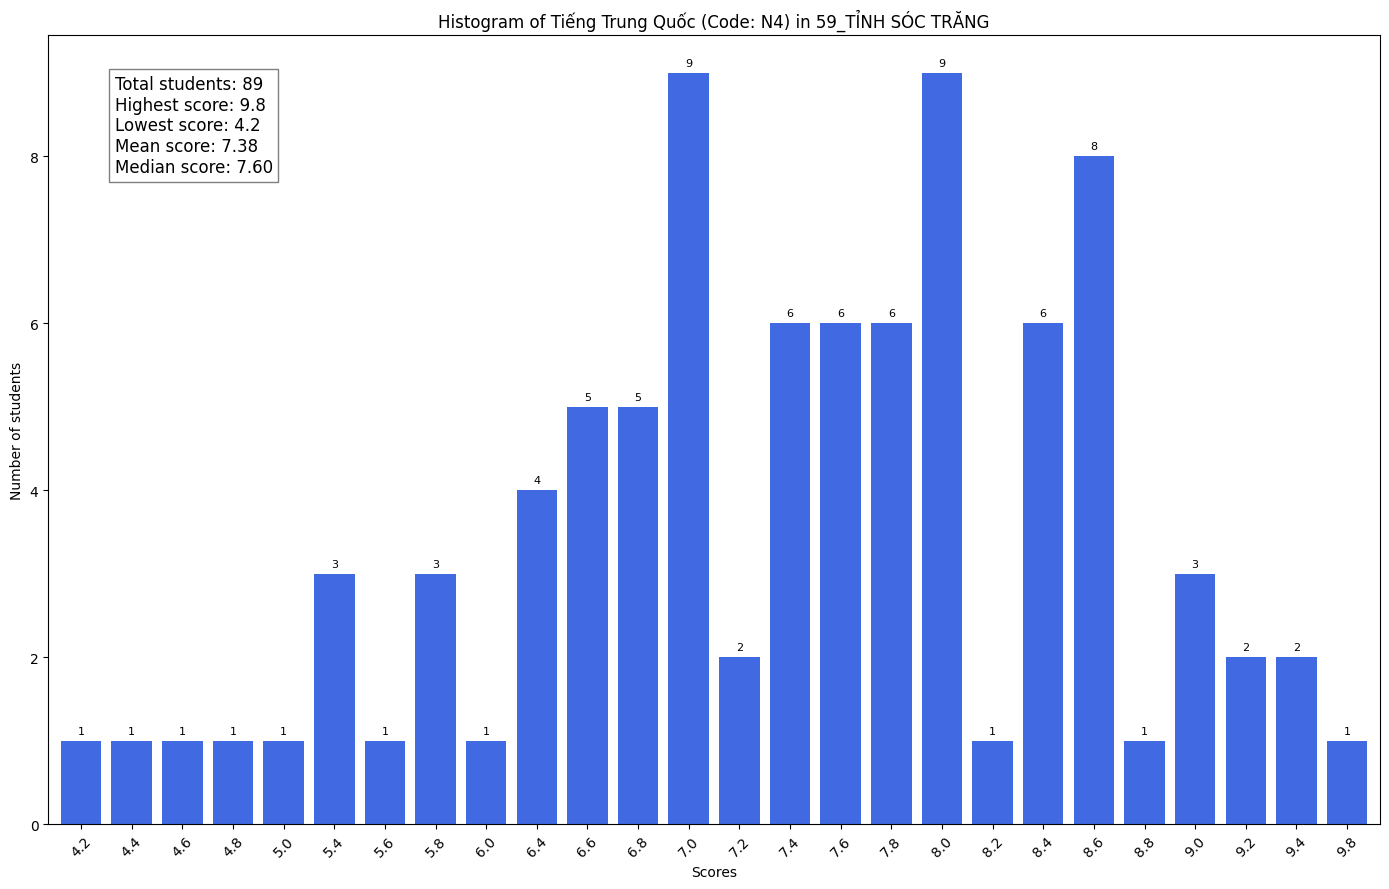 Histogram of Tiếng Trung Quốc (Code: N4) in 59_TỈNH SÓC TRĂNG
Total students: 89
Highest score: 9.8
Lowest score: 4.2
Mean score: 7.38
Median score: 7.60
Number of students
8
6
4
2
0
1 1 1 1 1 3 1 3 1 4 5 5 9 2 6 6 6 9 1 6 8 1 3 2 2 1
4.2 4.4 4.6 4.8 5.0 5.4 5.6 5.8 6.0 6.4 6.6 6.8 7.0 7.2 7.4 7.6 7.8 8.0 8.2 8.4 8.6 8.8 9.0 9.2 9.4 9.8
Scores